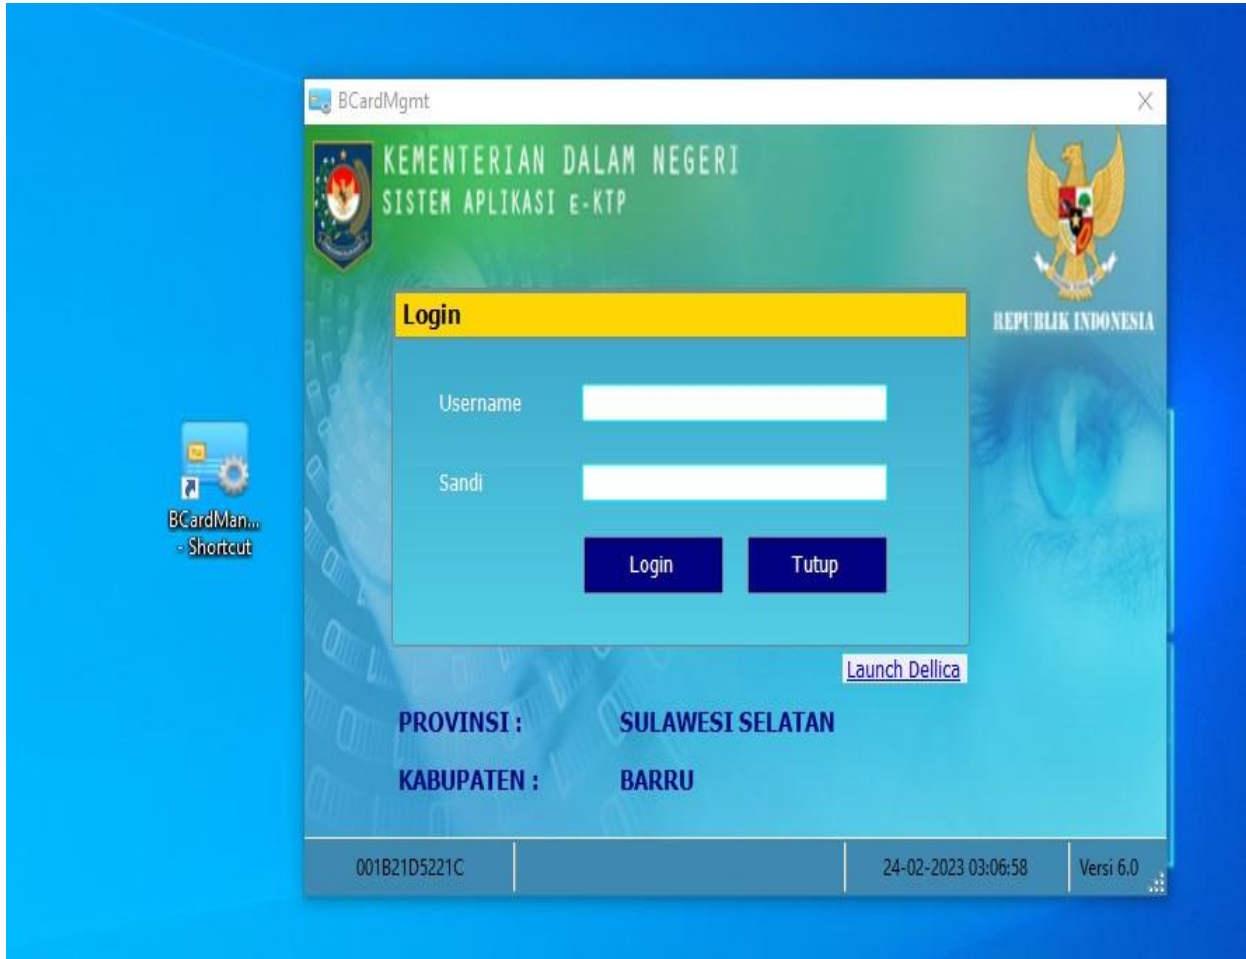 BCardMgmt
KEMENTERIAN DALAM NEGERI
SISTEM APLIKASI e-KTP
REPUBLIK INDONESIA
Login
Username
Sandi
Login Tutup
BCardMan...
- Shortcut
Launch Dellica
PROVINSI : SULAWESI SELATAN
KABUPATEN : BARRU
001B21D5221C 24-02-2023 03:06:58 Versi 6.0